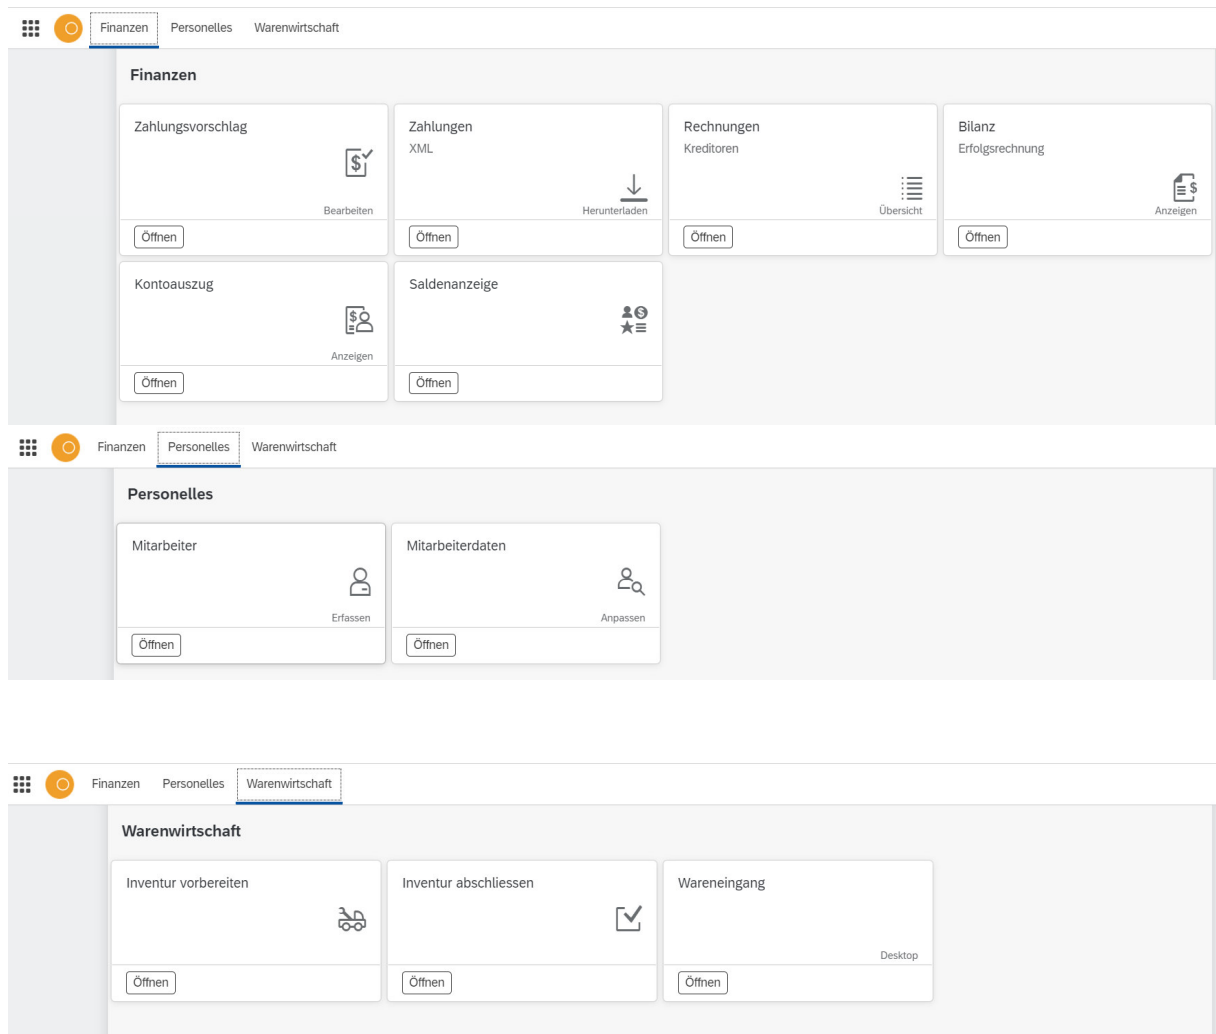 Finanzen Personelles Warenwirtschaft
Finanzen
Zahlungsvorschlag Zahlungen Rechnungen Bilanz
XML Kreditoren Erfolgsrechnung
Bearbeiten Herunterladen Übersicht Anzeigen
Öffnen Öffnen Öffnen Öffnen
Kontoauszug Saldenanzeige
Anzeigen
Öffnen Öffnen
Finanzen Personelles Warenwirtschaft
Personelles
Mitarbeiter Mitarbeiterdaten
Erfassen Anpassen
Öffnen Öffnen
Finanzen Personelles Warenwirtschaft
Warenwirtschaft
Inventur vorbereiten Inventur abschliessen Wareneingang
Desktop
Öffnen Öffnen Öffnen